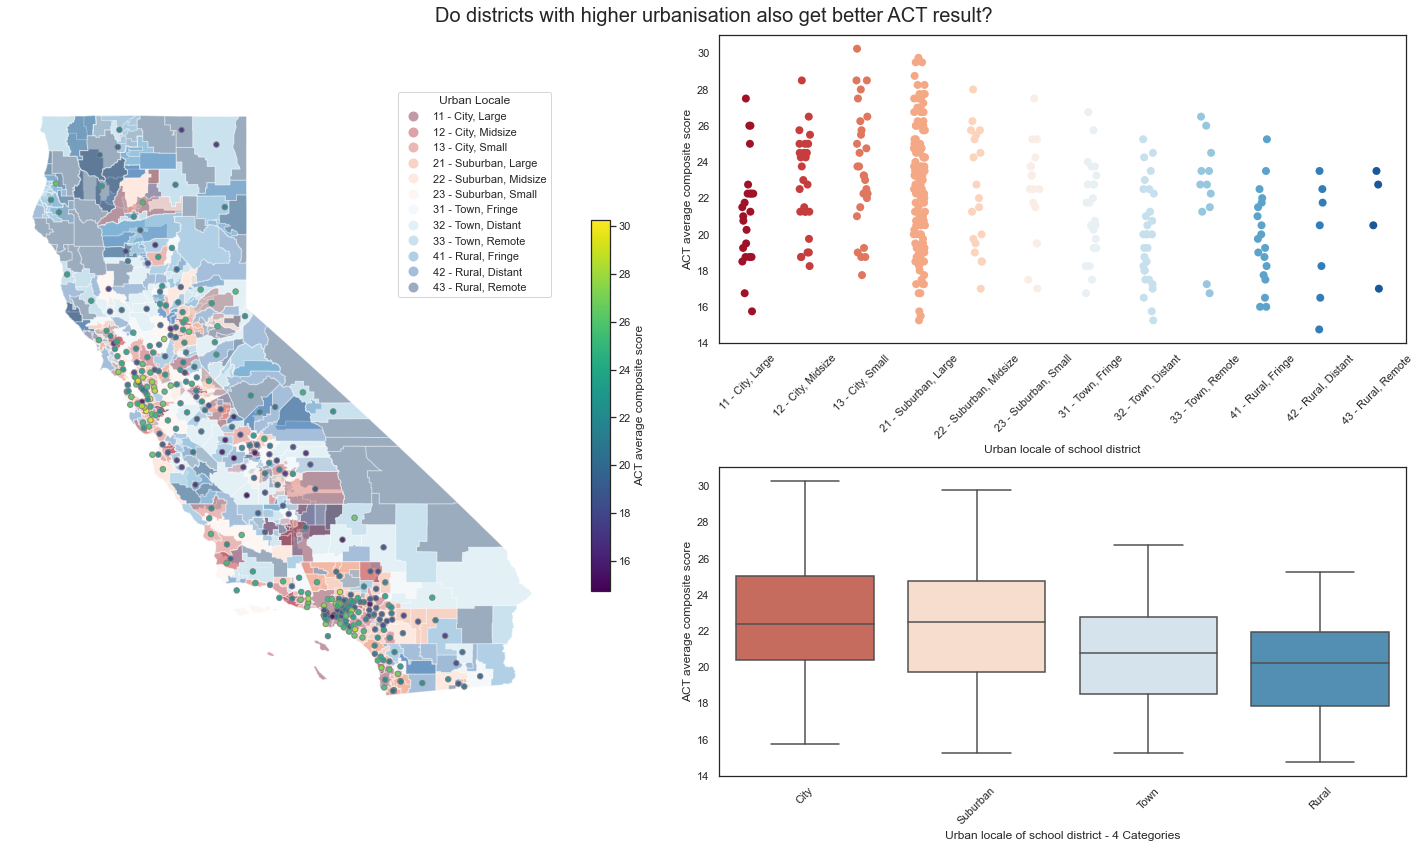 Do districts with higher urbanisation also get better ACT result?
Urban Locale
11 - City, Large
12 - City, Midsize
13 - City, Small
21 - Suburban, Large
22 - Suburban, Midsize
23 - Suburban, Small
31 - Town, Fringe
32 - Town, Distant
33 - Town, Remote
41 - Rural, Fringe
42 - Rural, Distant
43 - Rural, Remote
30
28
26
24
22
20
18
16
ACT average composite score
30
28
26
24
22
20
18
16
14
ACT average composite score
11 - City, Large
12 - City, Midsize
13 - City, Small
21 - Suburban, Large
22 - Suburban, Midsize
23 - Suburban, Small
31 - Town, Fringe
32 - Town, Distant
33 - Town, Remote
41 - Rural, Fringe
42 - Rural, Distant
43 - Rural, Remote
Urban locale of school district
30
28
26
24
22
20
18
16
14
ACT average composite score
City
Suburban
Town
Rural
Urban locale of school district - 4 Categories